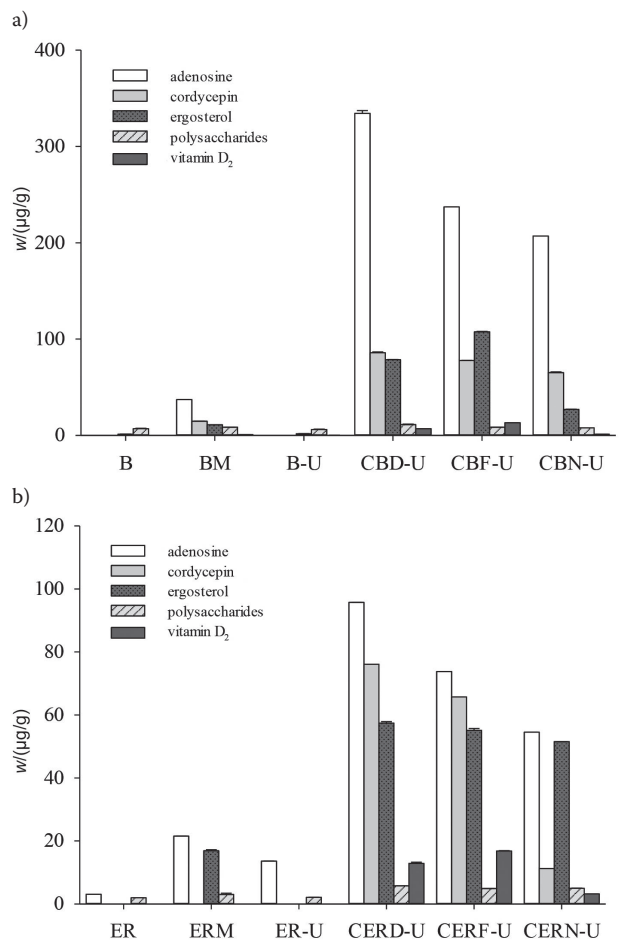 a)
400
300
200
100
0
w/(µg/g)
adenosine
cordycepin
ergosterol
polysaccharides
vitamin D₂
B BM B-U CBD-U CBF-U CBN-U
b)
120
100
80
60
40
20
0
w/(µg/g)
adenosine
cordycepin
ergosterol
polysaccharides
vitamin D₂
ER ERM ER-U CERD-U CERF-U CERN-U